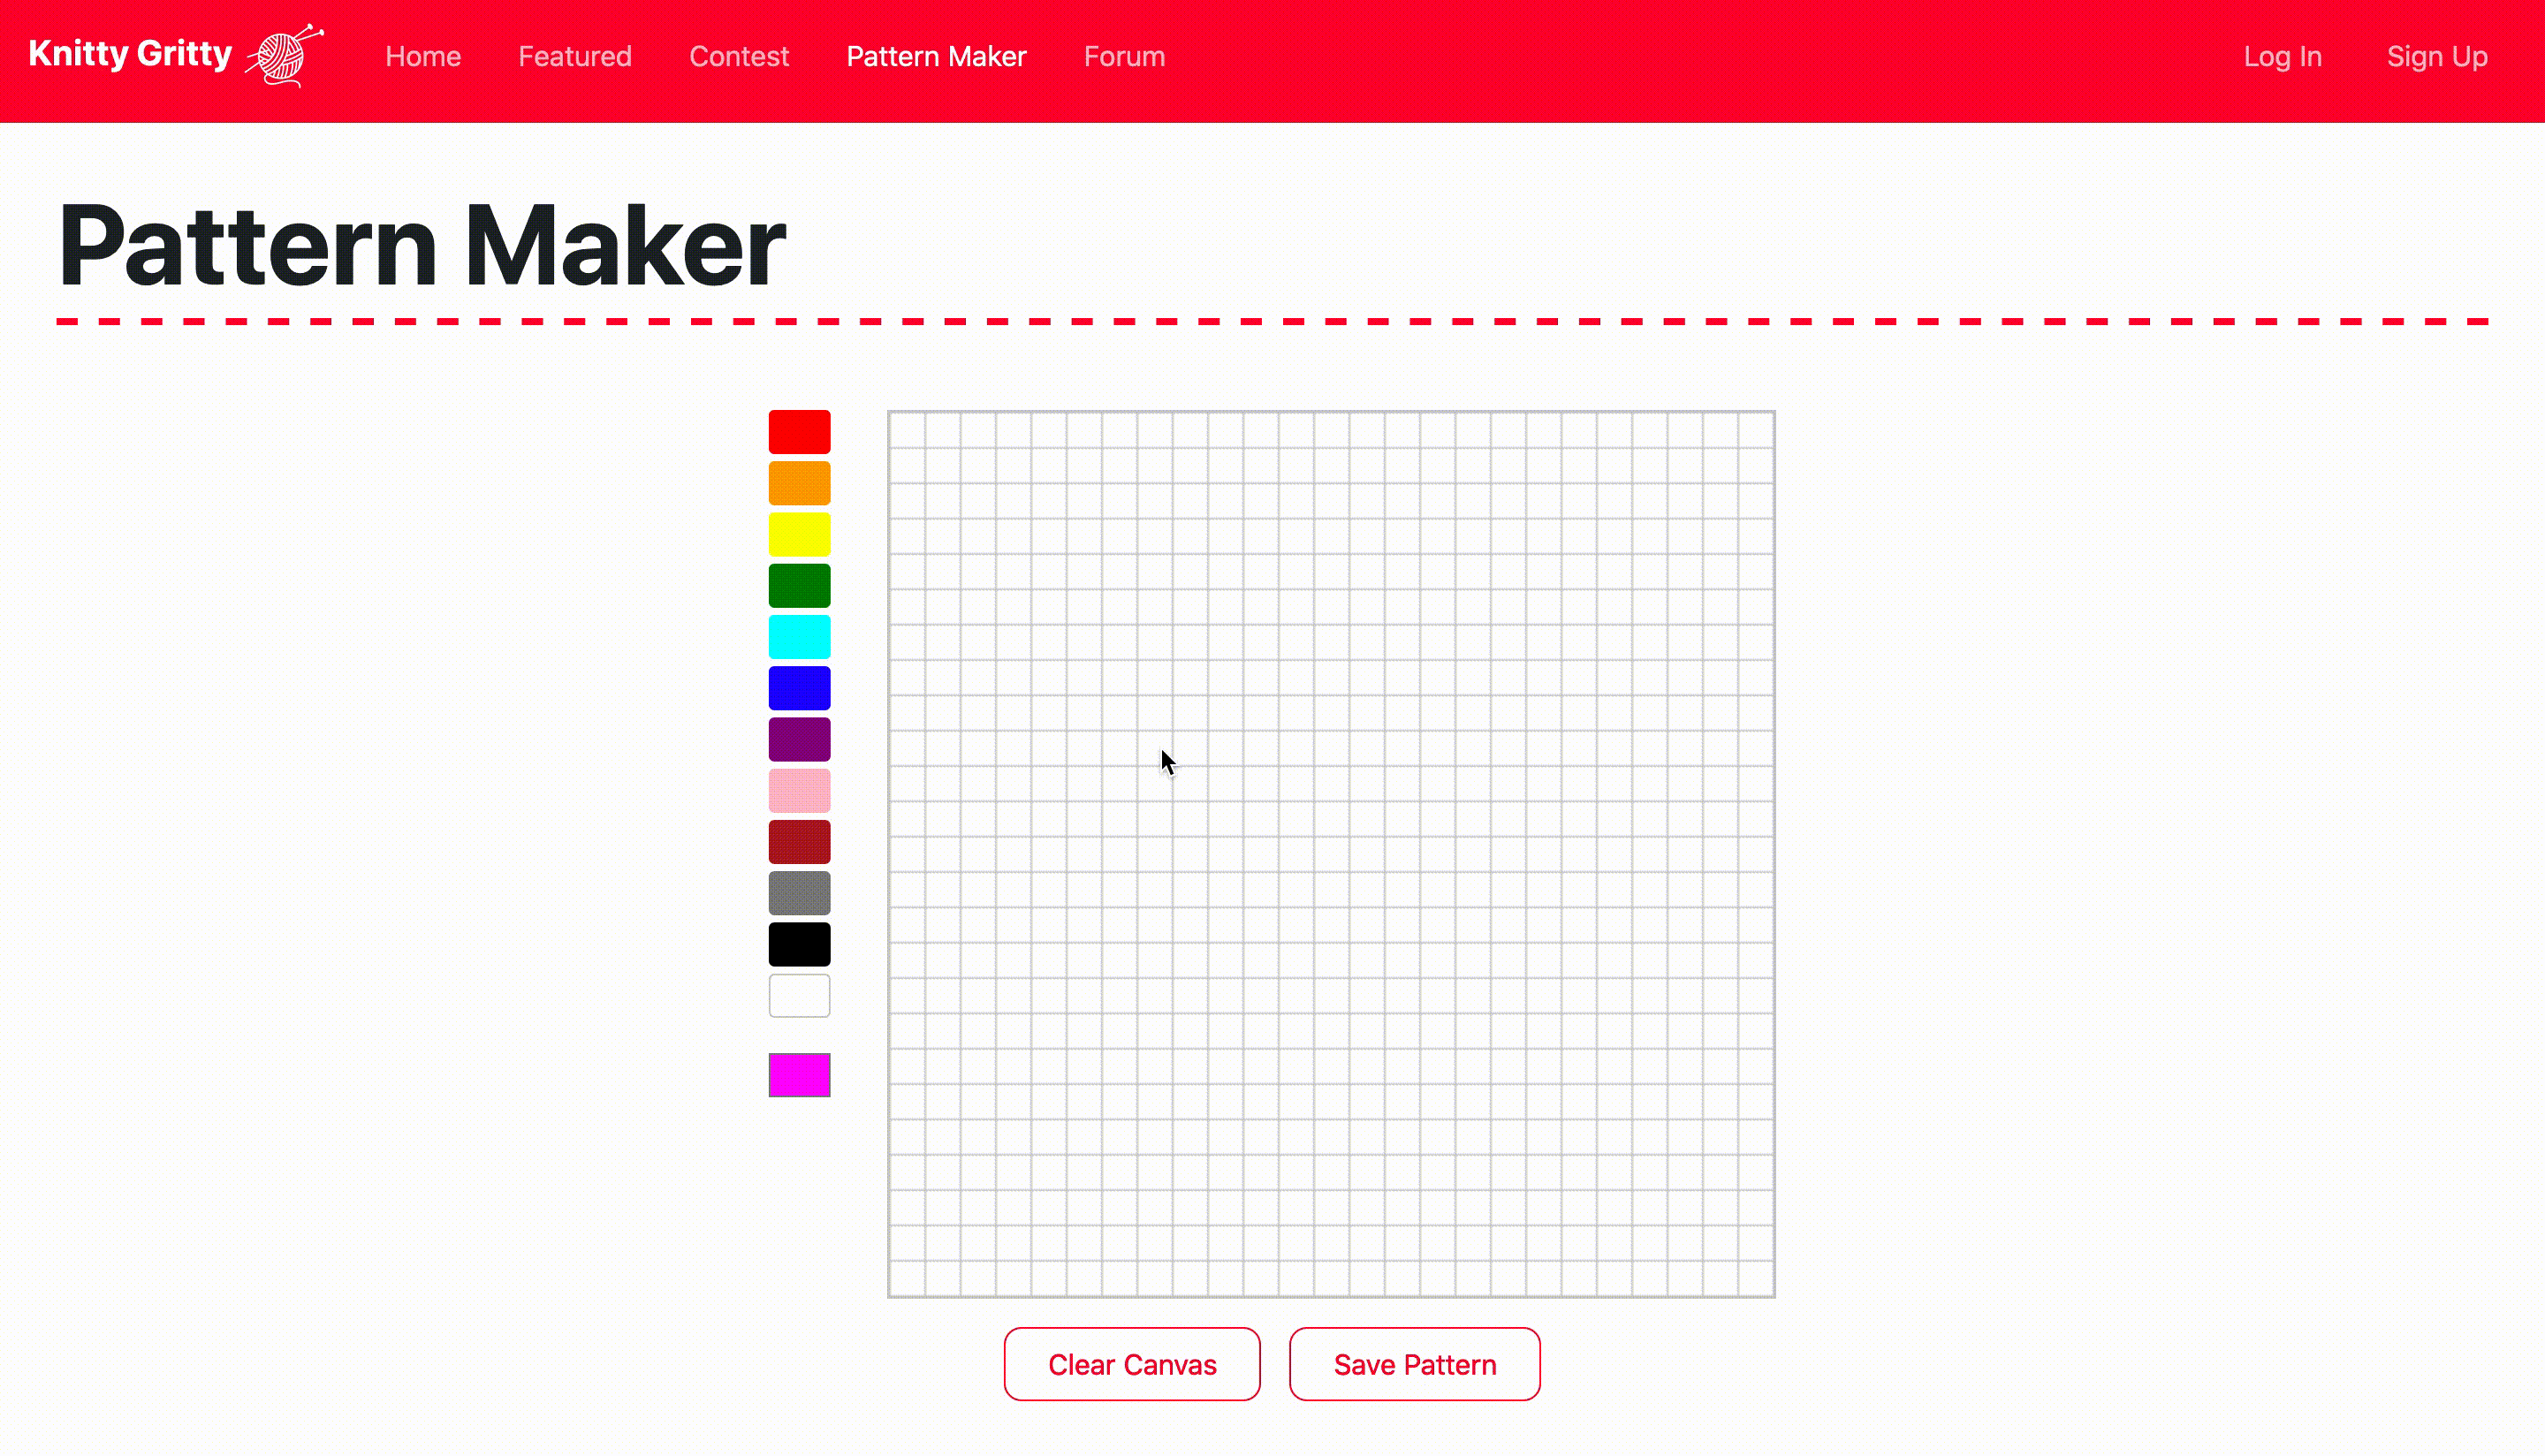 Knitty Gritty Home Featured Contest Pattern Maker Forum Log In Sign Up
Pattern Maker
Clear Canvas Save Pattern